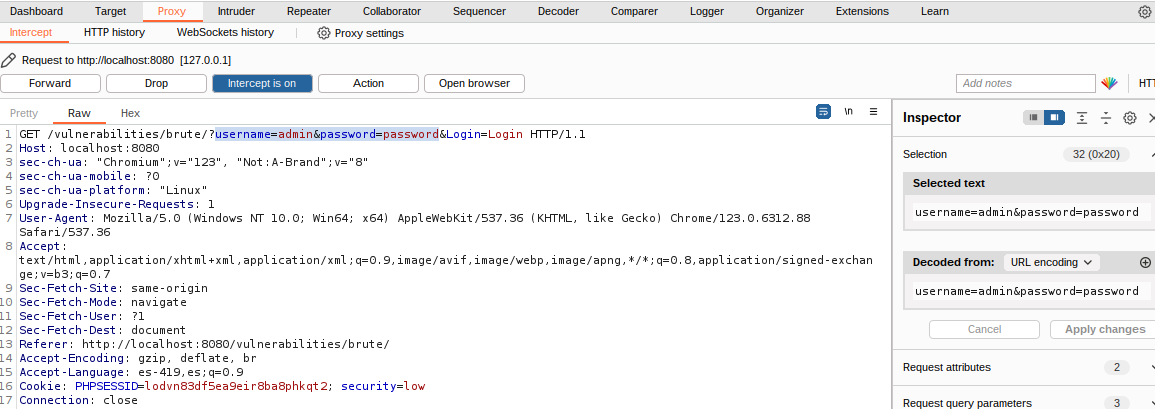 Dashboard Target Proxy Intruder Repeater Collaborator Sequencer Decoder Comparer Logger Organizer Extensions Learn
Intercept HTTP history WebSockets history Proxy settings
Request to http://localhost:8080 [127.0.0.1]
Forward Drop Intercept is on Action Open browser Add notes HTT
Pretty Raw Hex \n
1 GET /vulnerabilities/brute/?username=admin&password=password&Login=Login HTTP/1.1
2 Host: localhost:8080
3 sec-ch-ua: "Chromium";v="123", "Not:A-Brand";v="8"
4 sec-ch-ua-mobile: ?0
5 sec-ch-ua-platform: "Linux"
6 Upgrade-Insecure-Requests: 1
7 User-Agent: Mozilla/5.0 (Windows NT 10.0; Win64; x64) AppleWebKit/537.36 (KHTML, like Gecko) Chrome/123.0.6312.88
Safari/537.36
8 Accept:
text/html,application/xhtml+xml,application/xml;q=0.9,image/avif,image/webp,image/apng,*/*;q=0.8,application/signed-exchan
ge;v=b3;q=0.7
9 Sec-Fetch-Site: same-origin
10 Sec-Fetch-Mode: navigate
11 Sec-Fetch-User: ?1
12 Sec-Fetch-Dest: document
13 Referer: http://localhost:8080/vulnerabilities/brute/
14 Accept-Encoding: gzip, deflate, br
15 Accept-Language: es-419,es;q=0.9
16 Cookie: PHPSESSID=lodvn83df5ea9eir8ba8phkqt2; security=low
17 Connection: close
Inspector
Selection 32 (0x20)
Selected text
username=admin&password=password
Decoded from: URL encoding
username=admin&password=password
Cancel Apply changes
Request attributes 2
Request query parameters 3